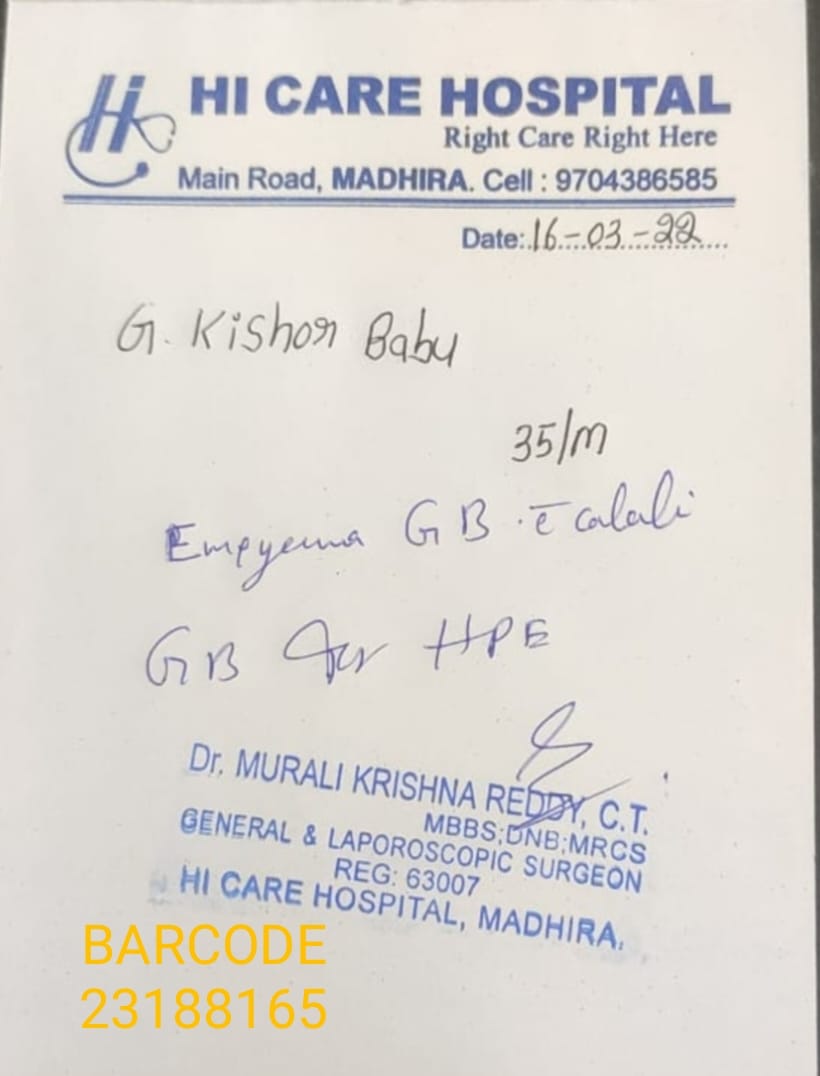 Hi
HI CARE HOSPITAL
Right Care Right Here
Main Road, MADHIRA. Cell : 9704386585
Date:.16-03-22
G. Kishor Babu
35/M
Empyema GB c̄ calculi
GB for HPE
Dr. MURALI KRISHNA REDDY, C.T.
MBBS;DNB;MRCS
GENERAL & LAPOROSCOPIC SURGEON
REG: 63007
HI CARE HOSPITAL, MADHIRA.
BARCODE
23188165